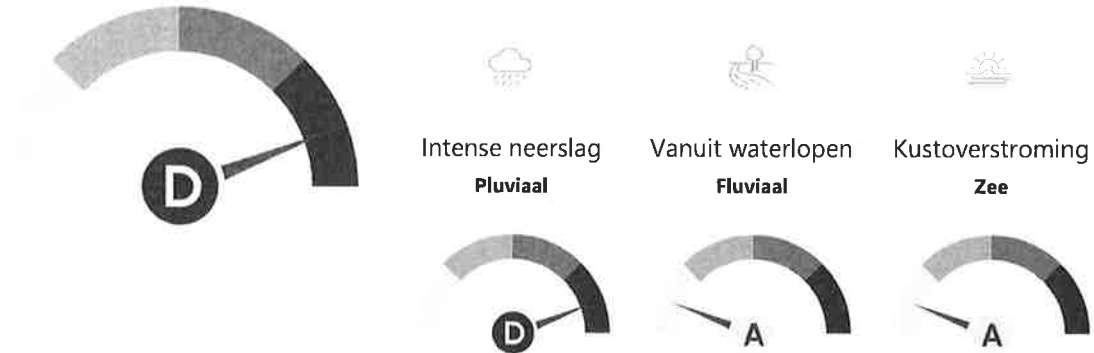 D
Intense neerslag
Pluviaal
D
Vanuit waterlopen
Fluviaal
A
Kustoverstroming
Zee
A